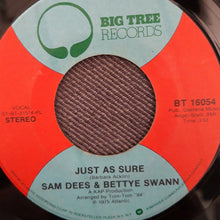 BIG TREE
RECORDS
VOCAL
STEREO
BT 16054
JUST AS SURE
(Barbara Acklin)
SAM DEES & BETTYE SWANN
A KAP Production
Arranged by Tom-Tom "84"
℗ 1975 Atlantic